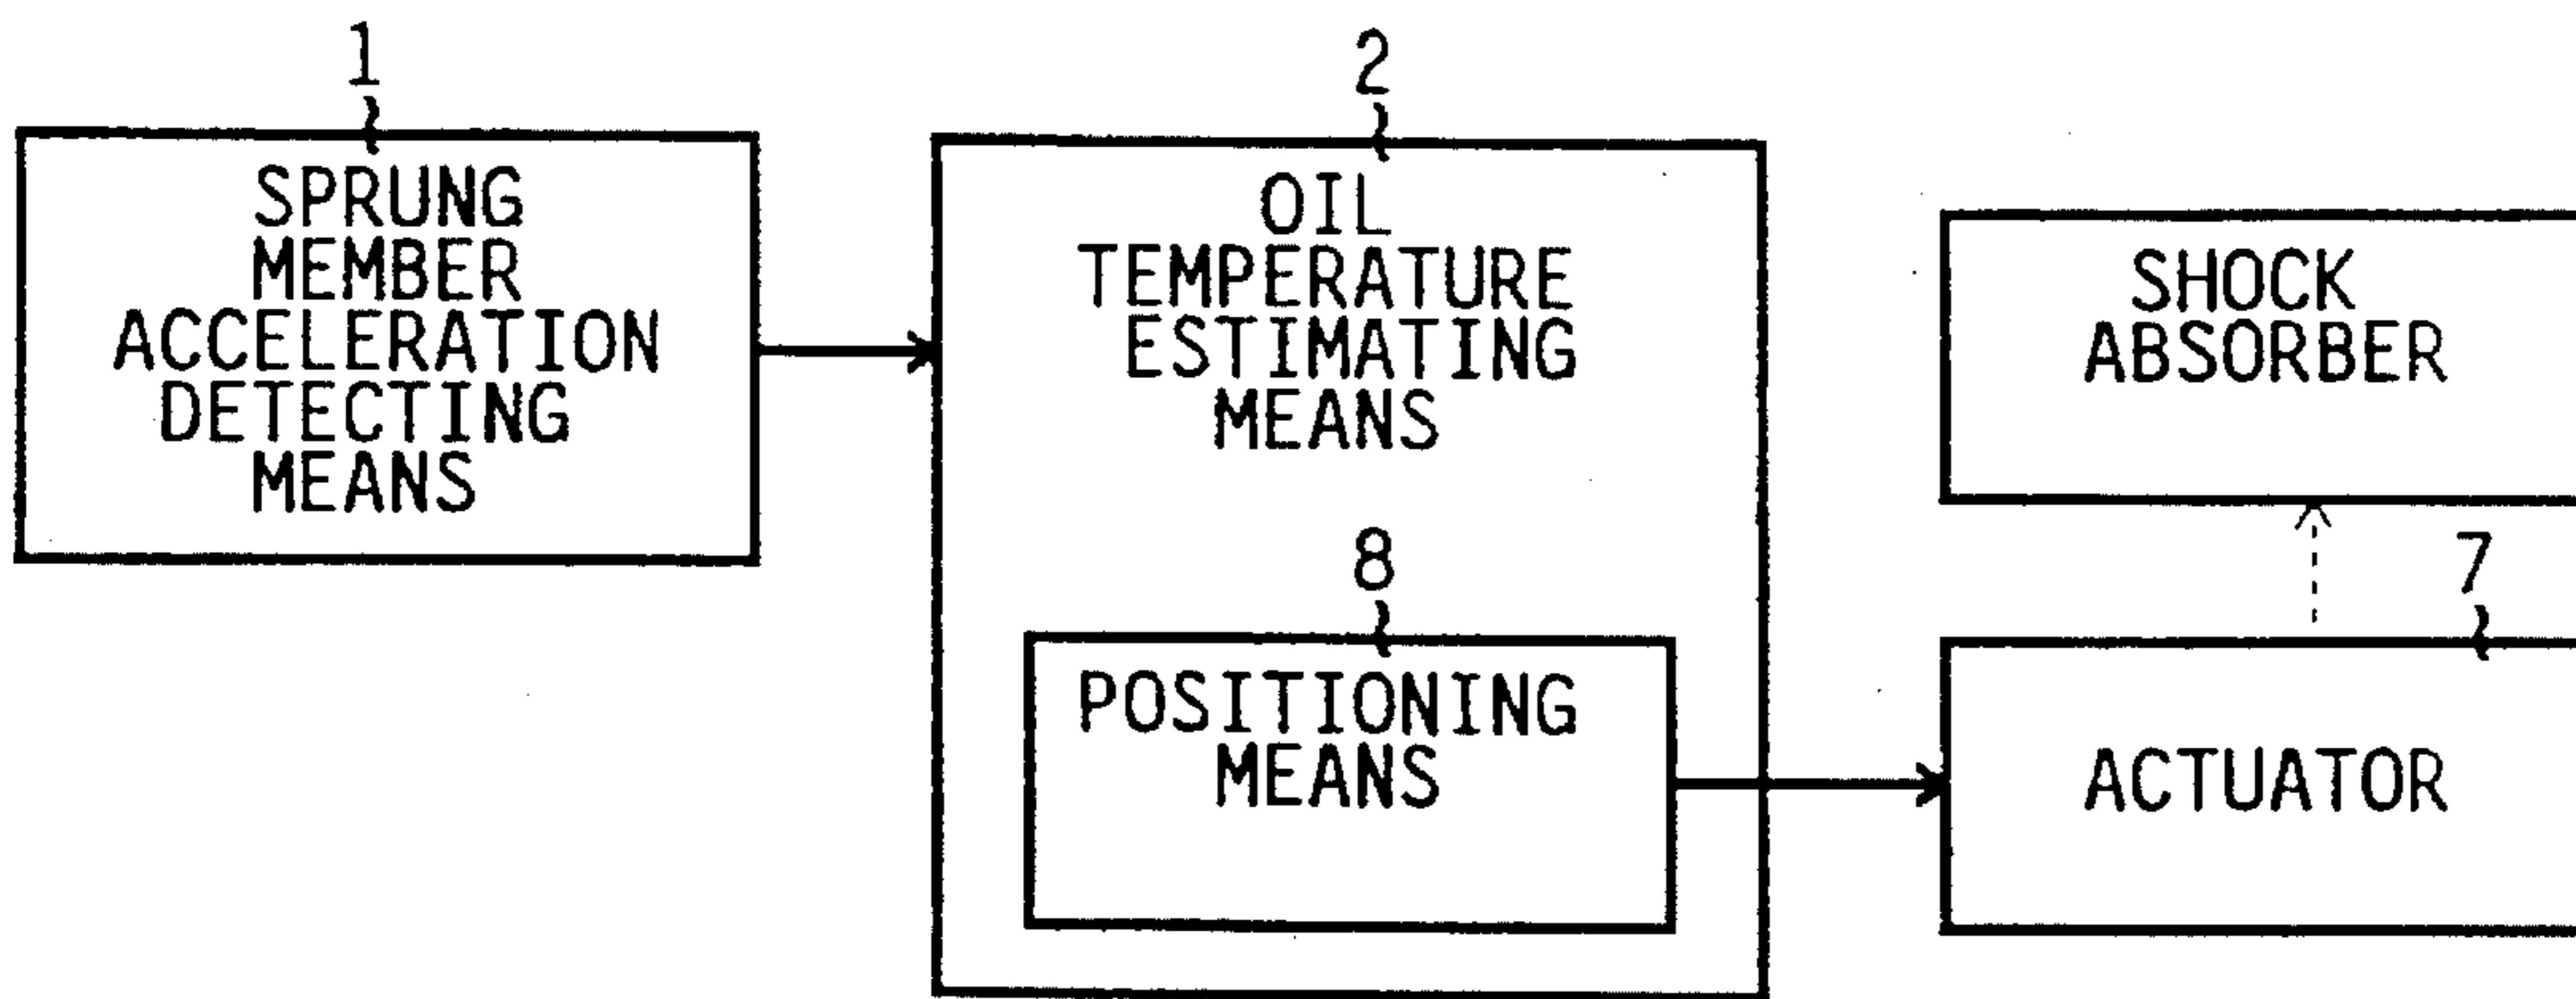 1
SPRUNG
MEMBER
ACCELERATION
DETECTING
MEANS
2
OIL
TEMPERATURE
ESTIMATING
MEANS
8
POSITIONING
MEANS
SHOCK
ABSORBER
7
ACTUATOR